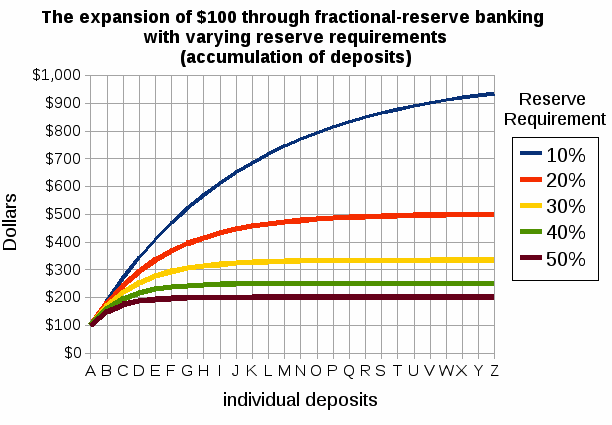 The expansion of $100 through fractional-reserve banking
with varying reserve requirements
(accumulation of deposits)
$1,000
$900
$800
$700
$600
$500
$400
$300
$200
$100
$0
Dollars
A B C D E F G H I J K L M N O P Q R S T U V W X Y Z
individual deposits
Reserve
Requirement
10%
20%
30%
40%
50%